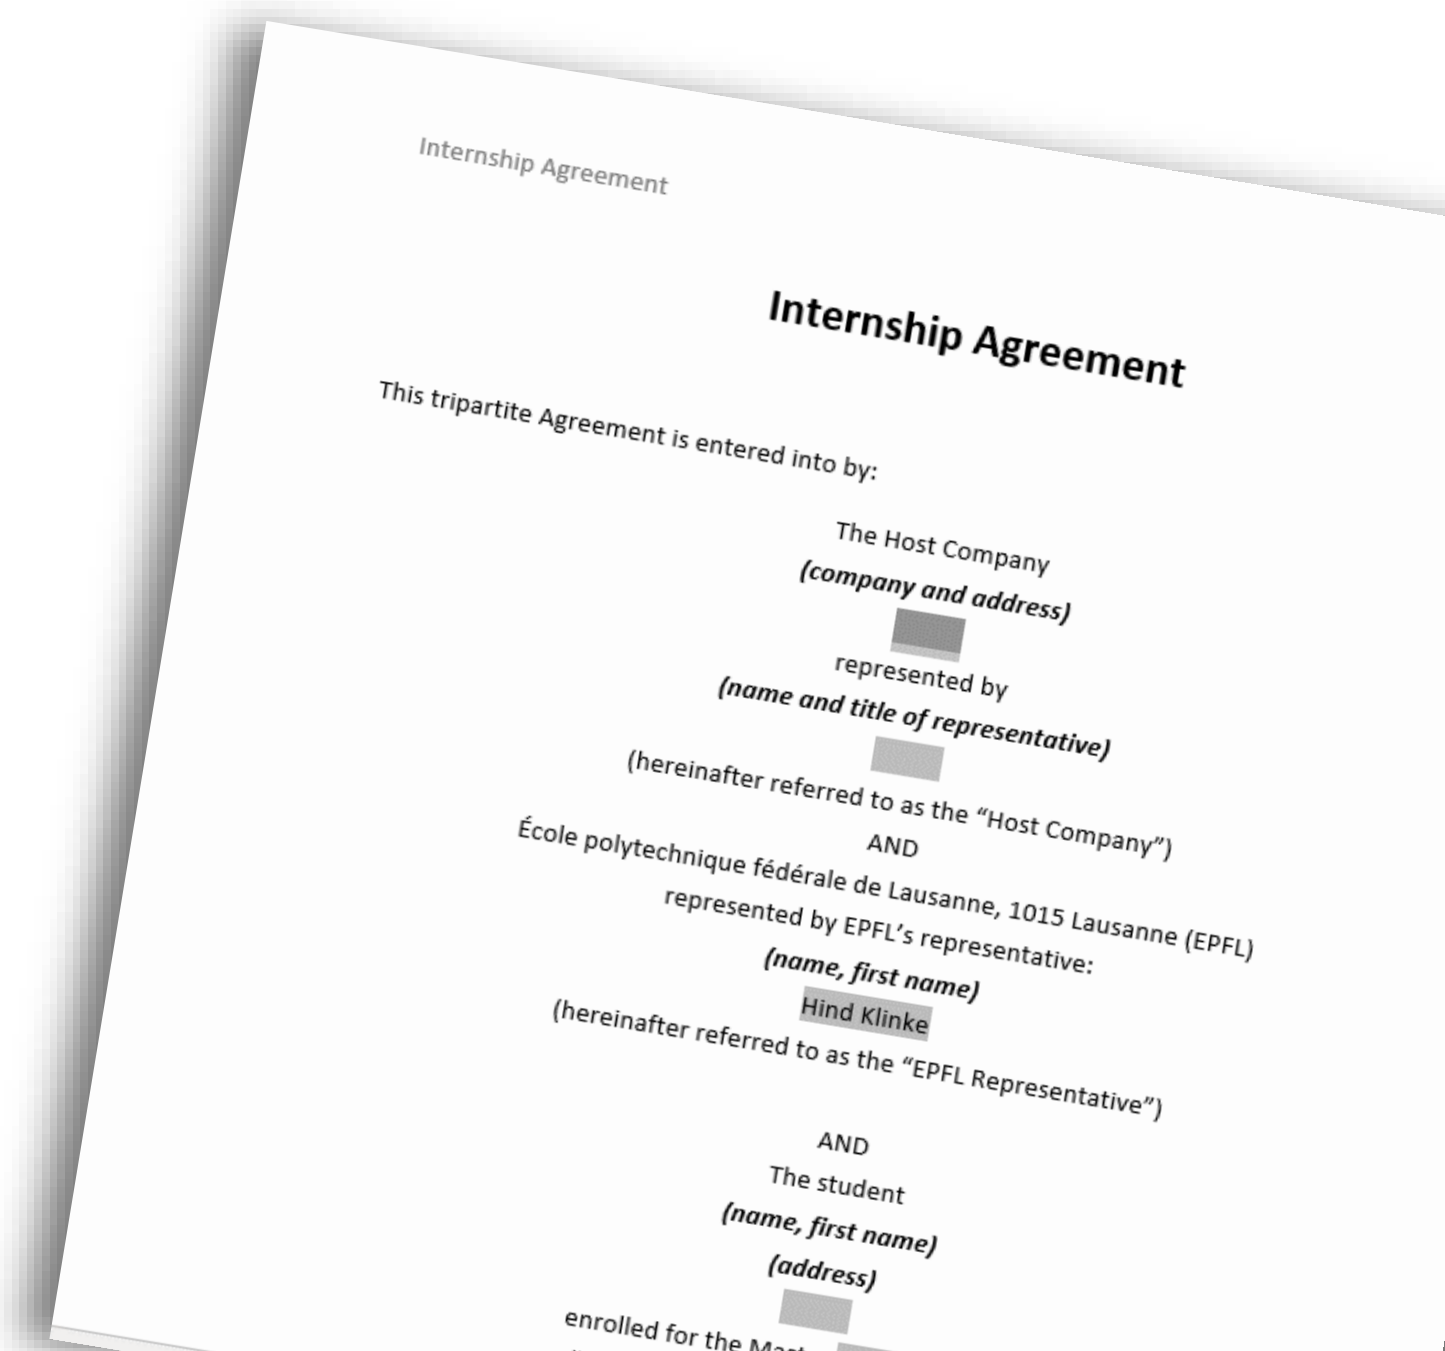 Internship Agreement
Internship Agreement
This tripartite Agreement is entered into by:
The Host Company
(company and address)
represented by
(name and title of representative)
(hereinafter referred to as the “Host Company”)
AND
École polytechnique fédérale de Lausanne, 1015 Lausanne (EPFL)
represented by EPFL’s representative:
(name, first name)
Hind Klinke
(hereinafter referred to as the “EPFL Representative”)
AND
The student
(name, first name)
(address)
enrolled for the